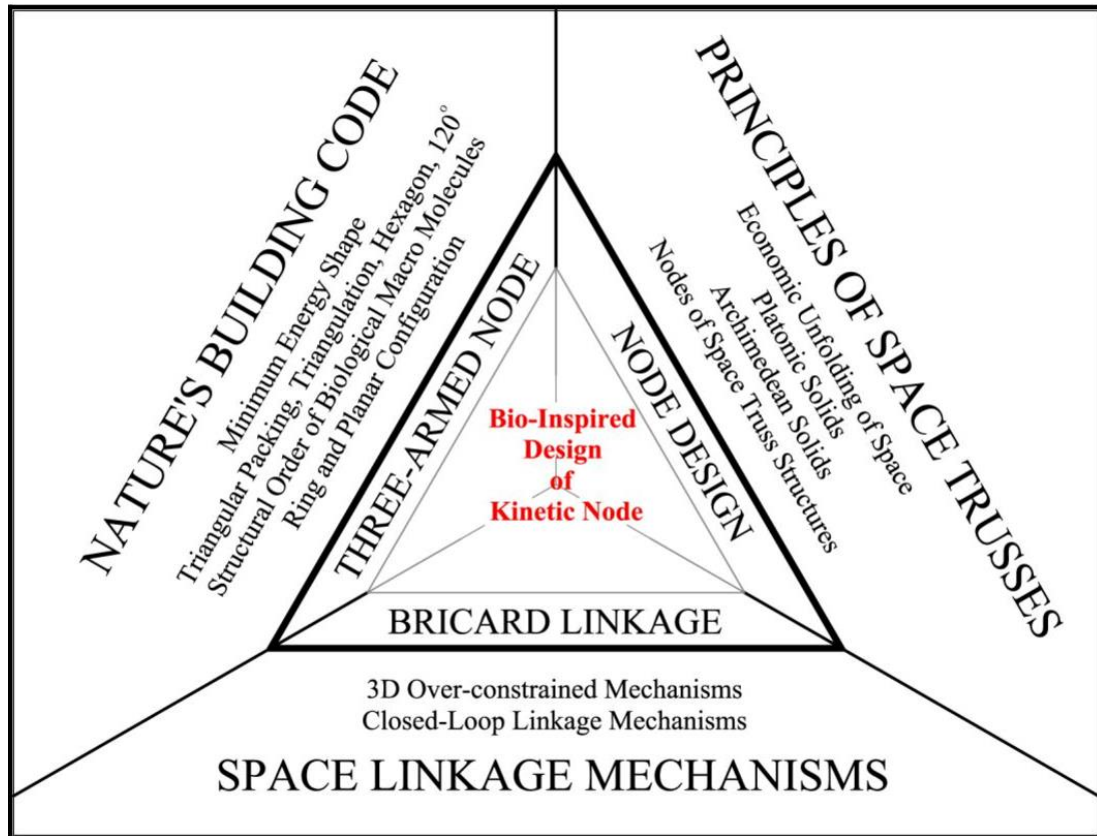 NATURE'S BUILDING CODE
Minimum Energy Shape
Triangular Packing, Triangulation, Hexagon, 120°
Structural Order of Biological Macro Molecules
Ring and Planar Configuration
THREE-ARMED NODE
PRINCIPLES OF SPACE TRUSSES
Economic Unfolding of Space
Platonic Solids
Archimedean Solids
Nodes of Space Truss Structures
NODE DESIGN
Bio-Inspired
Design
of
Kinetic Node
BRICARD LINKAGE
3D Over-constrained Mechanisms
Closed-Loop Linkage Mechanisms
SPACE LINKAGE MECHANISMS